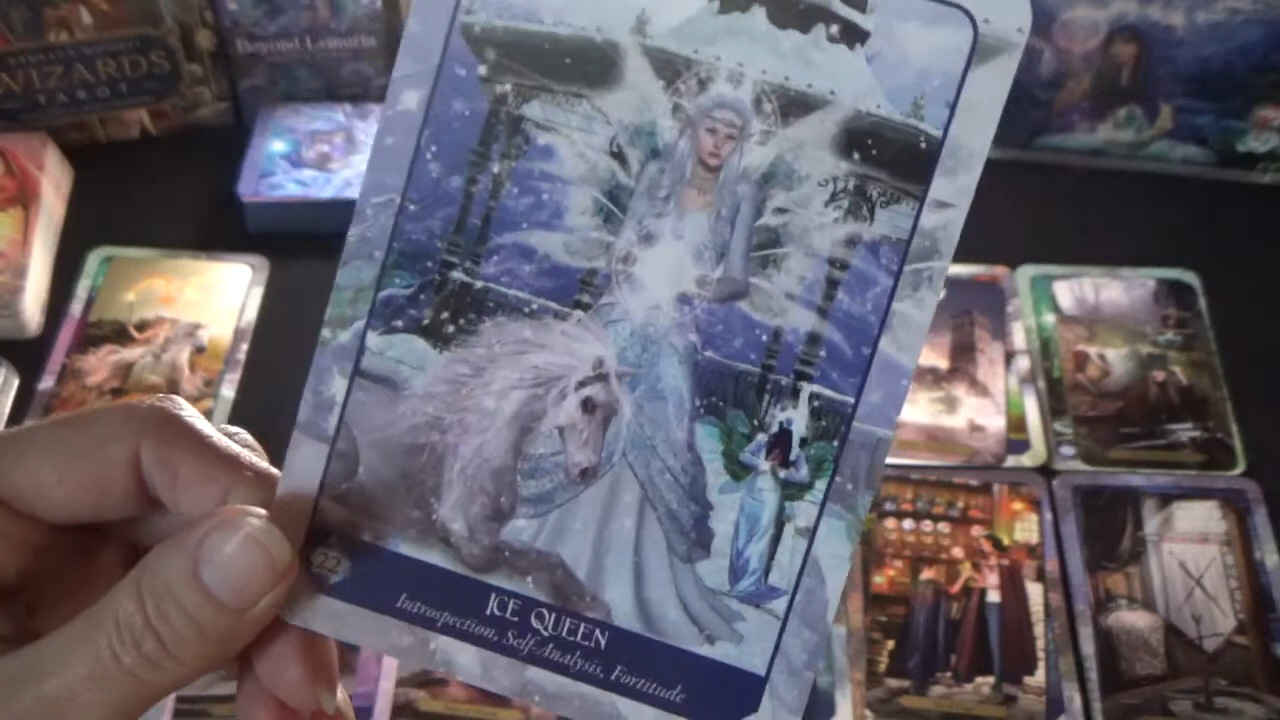 WIZARDS
TAROT
Beyond Lemuria
22
ICE QUEEN
Introspection, Self-Analysis, Fortitude